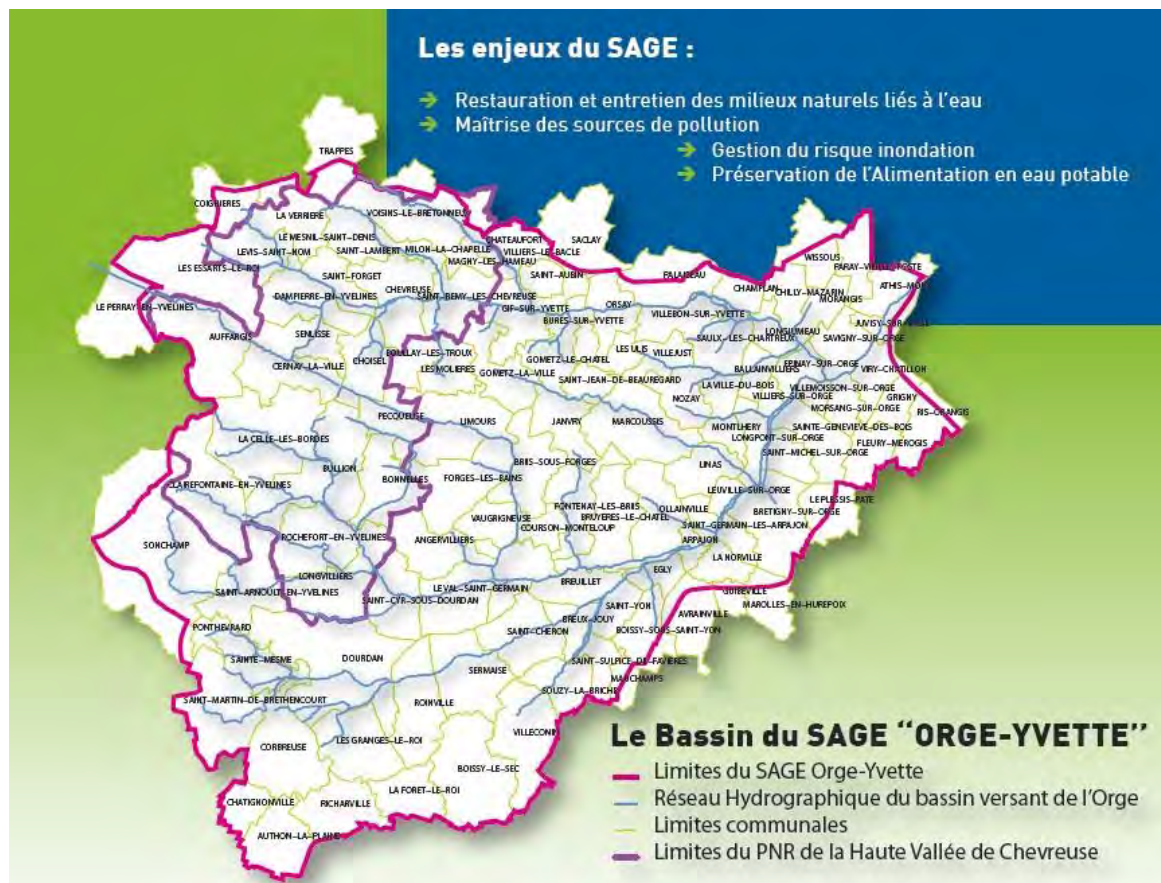 Les enjeux du SAGE :
Restauration et entretien des milieux naturels liés à l'eau
Maîtrise des sources de pollution
Gestion du risque inondation
Préservation de l'Alimentation en eau potable
TRAPPES
COIGNIERES
LA VERRIERE
VOISINS-LE-BRETONNEUX
LE MESNIL-SAINT-DENIS
LEVIS-SAINT-NOM
SAINT-LAMBERT
MILON-LA-CHAPELLE
MAGNY-LES-HAMEAU
CHATEAUFORT
VILLIERS-LE-BACLE
SACLAY
LES ESSARTS-LE-ROI
SAINT-FORGET
SAINT-AUBIN
PALAISEAU
WISSOUS
PARAY-VIEILLE-POSTE
CHAMPLAN
CHILLY-MAZARIN
MORANGIS
ATHIS-MON
LE PERRAY-EN-YVELINES
DAMPIERRE-EN-YVELINES
CHEVREUSE
SAINT-REMY-LES-CHEVREUSE
GIF-SUR-YVETTE
ORSAY
BURES-SUR-YVETTE
VILLEBON-SUR-YVETTE
LONGJUMEAU
JUVISY-SUR-ORGE
SAVIGNY-SUR-ORGE
AUFFARGIS
SENLISSE
CHOISEL
CERNAY-LA-VILLE
BOULLAY-LES-TROUX
LES MOLIERES
GOMETZ-LE-CHATEL
GOMETZ-LA-VILLE
LES ULIS
VILLEJUST
SAULX-LES-CHARTREUX
BALLAINVILLIERS
EPINAY-SUR-ORGE
VIRY-CHATILLON
SAINT-JEAN-DE-BEAUREGARD
LA VILLE-DU-BOIS
VILLEMOISSON-SUR-ORGE
VILLIERS-SUR-ORGE
GRIGNY
NOZAY
MORSANG-SUR-ORGE
RIS-ORANGIS
PECQUEUSE
LIMOURS
JANVRY
MARCOUSSIS
MONTLHERY
SAINTE-GENEVIEVE-DES-BOIS
LONGPONT-SUR-ORGE
FLEURY-MEROGIS
SAINT-MICHEL-SUR-ORGE
LA CELLE-LES-BORDES
BULLION
BONNELLES
FORGES-LES-BAINS
BRIIS-SOUS-FORGES
LINAS
CLAIREFONTAINE-EN-YVELINES
LEUVILLE-SUR-ORGE
LE PLESSIS-PATE
BRETIGNY-SUR-ORGE
VAUGRIGNEUSE
FONTENAY-LES-BRIIS
OLLAINVILLE
BRUYERES-LE-CHATEL
COURSON-MONTELOUP
SAINT-GERMAIN-LES-ARPAJON
ARPAJON
SONCHAMP
ROCHEFORT-EN-YVELINES
ANGERVILLIERS
LA NORVILLE
LONGVILLIERS
EGLY
SAINT-ARNOULT-EN-YVELINES
SAINT-CYR-SOUS-DOURDAN
LE VAL-SAINT-GERMAIN
BREUILLET
GUIBEVILLE
MAROLLES-EN-HUREPOIX
SAINT-YON
AVRAINVILLE
PONTHEVRARD
BREUX-JOUY
SAINT-CHERON
BOISSY-SOUS-SAINT-YON
SAINTE-MESME
DOURDAN
SERMAISE
SAINT-SULPICE-DE-FAVIERES
MAUCHAMPS
SOUZY-LA-BRICHE
SAINT-MARTIN-DE-BRETHENCOURT
ROINVILLE
VILLECONIN
CORBREUSE
LES GRANGES-LE-ROI
BOISSY-LE-SEC
LA FORET-LE-ROI
CHATIGNONVILLE
RICHARVILLE
AUTHON-LA-PLAINE
Le Bassin du SAGE "ORGE-YVETTE"
Limites du SAGE Orge-Yvette
Réseau Hydrographique du bassin versant de l'Orge
Limites communales
Limites du PNR de la Haute Vallée de Chevreuse